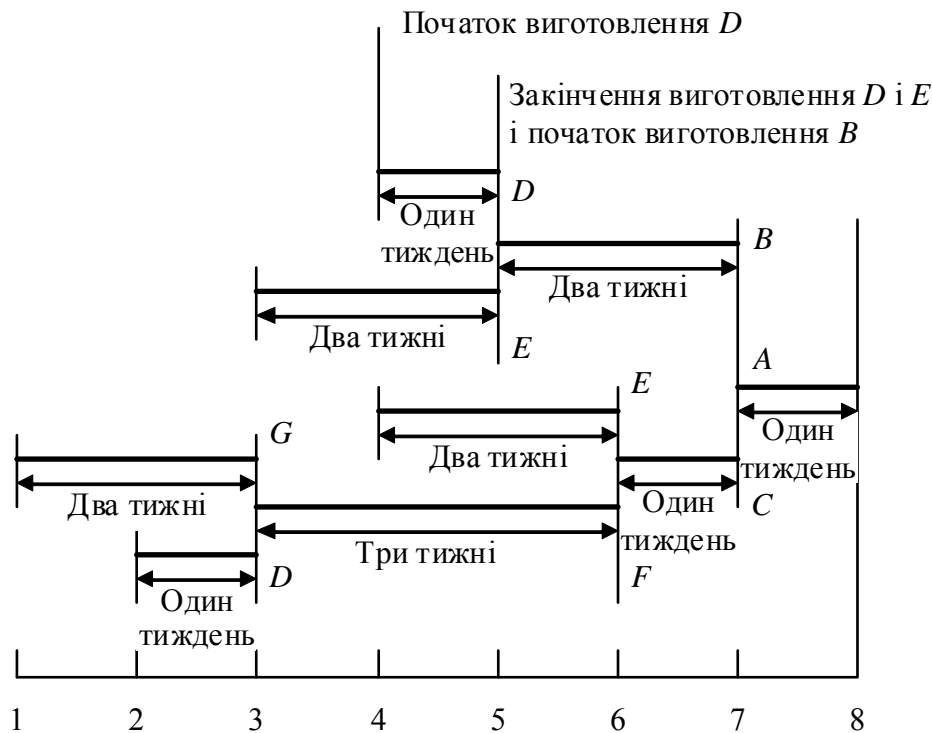 Початок виготовлення D
Закінчення виготовлення D і E
і початок виготовлення B
D
Один
тиждень
B
Два тижні
Два тижні
E
A
E
Один
тиждень
G
Два тижні
Два тижні
Один
тиждень
C
Три тижні
D
F
Один
тиждень
1 2 3 4 5 6 7 8